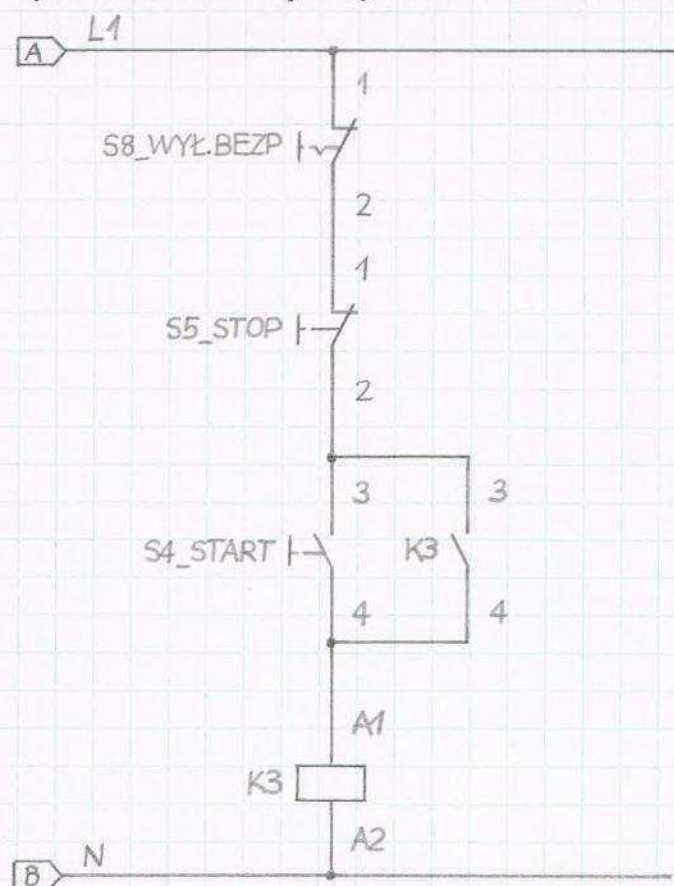 L1
A
1
S8_WYŁ.BEZP
2
1
S5_STOP
2
3 3
S4_START K3
4 4
A1
K3
A2
N
B